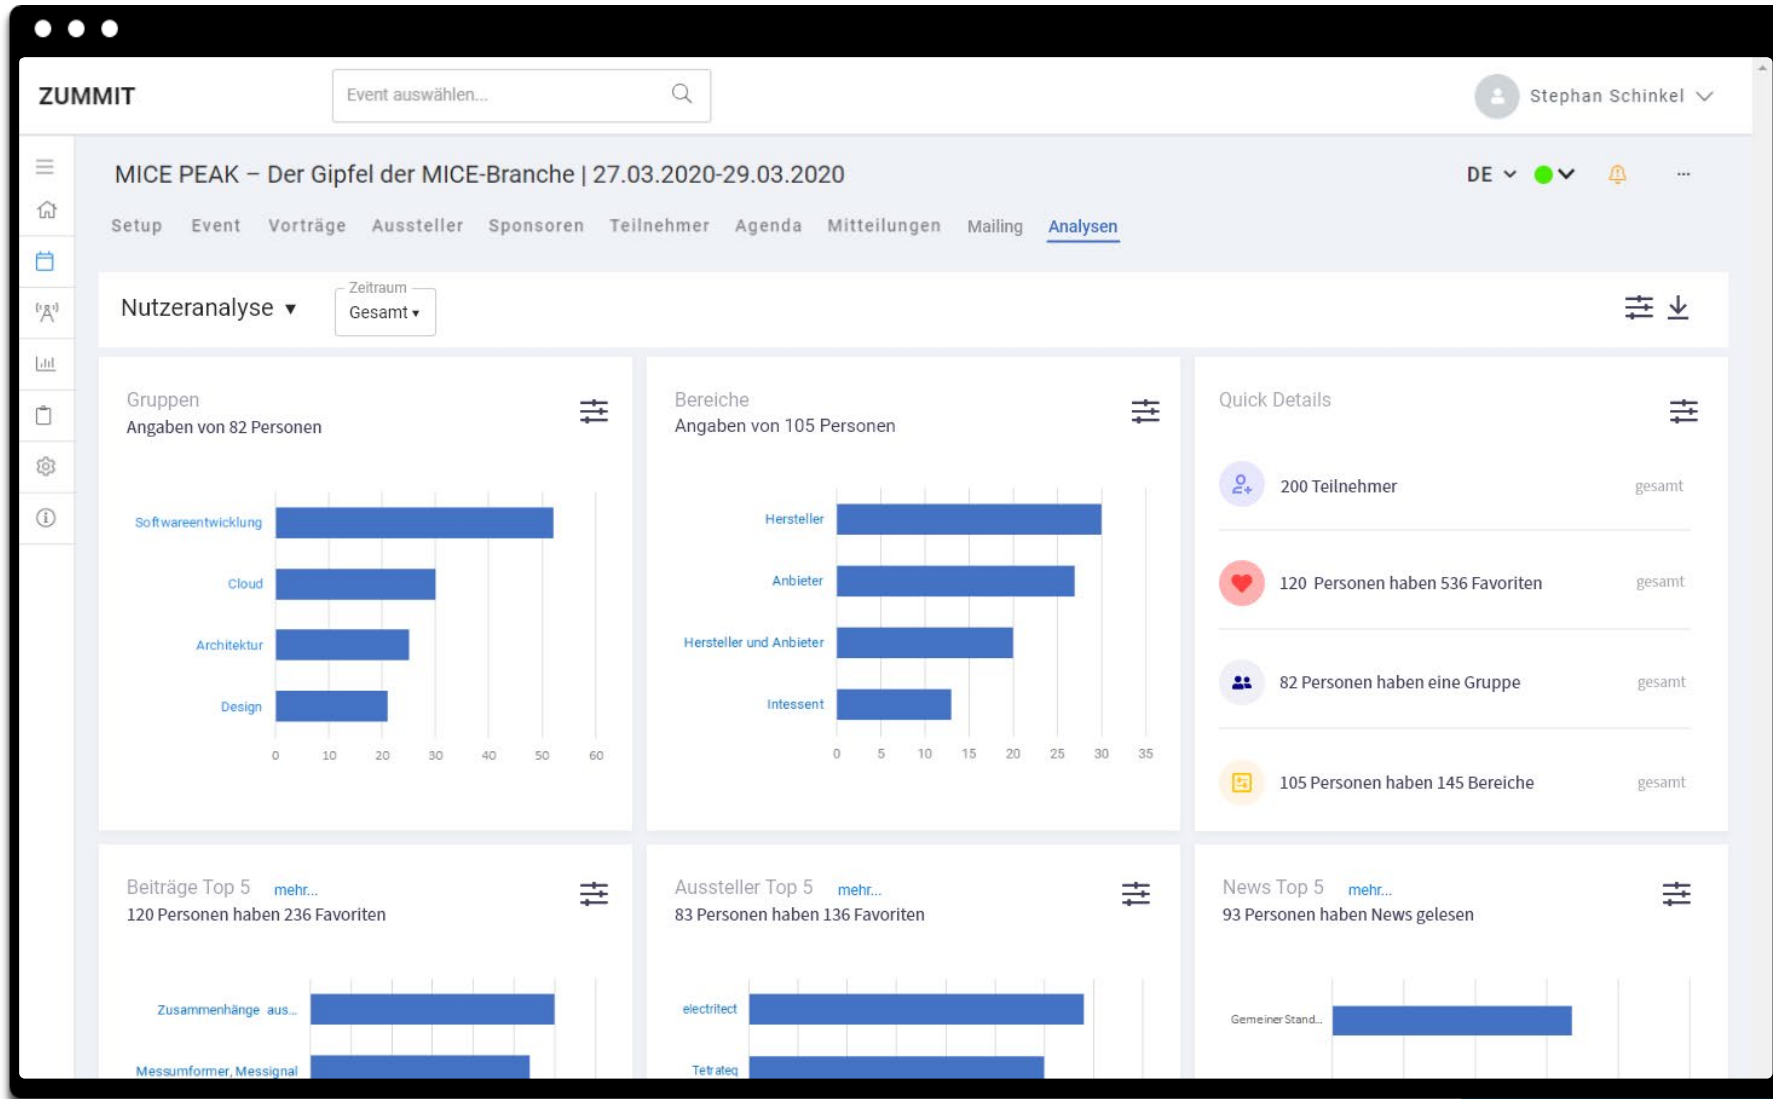 ZUMMIT
Event auswählen...
Stephan Schinkel
MICE PEAK – Der Gipfel der MICE-Branche | 27.03.2020-29.03.2020
DE
...
Setup Event Vorträge Aussteller Sponsoren Teilnehmer Agenda Mitteilungen Mailing Analysen
Nutzeranalyse
Zeitraum
Gesamt
Gruppen
Angaben von 82 Personen
Softwareentwicklung
Cloud
Architektur
Design
0 10 20 30 40 50 60
Bereiche
Angaben von 105 Personen
Hersteller
Anbieter
Hersteller und Anbieter
Intessent
0 5 10 15 20 25 30 35
Quick Details
200 Teilnehmer gesamt
120 Personen haben 536 Favoriten gesamt
82 Personen haben eine Gruppe gesamt
105 Personen haben 145 Bereiche gesamt
Beiträge Top 5 mehr...
120 Personen haben 236 Favoriten
Zusammenhänge aus...
Messumformer, Messignal
Aussteller Top 5 mehr...
83 Personen haben 136 Favoriten
electritect
Tetrateq
News Top 5 mehr...
93 Personen haben News gelesen
Gemeiner Stand...